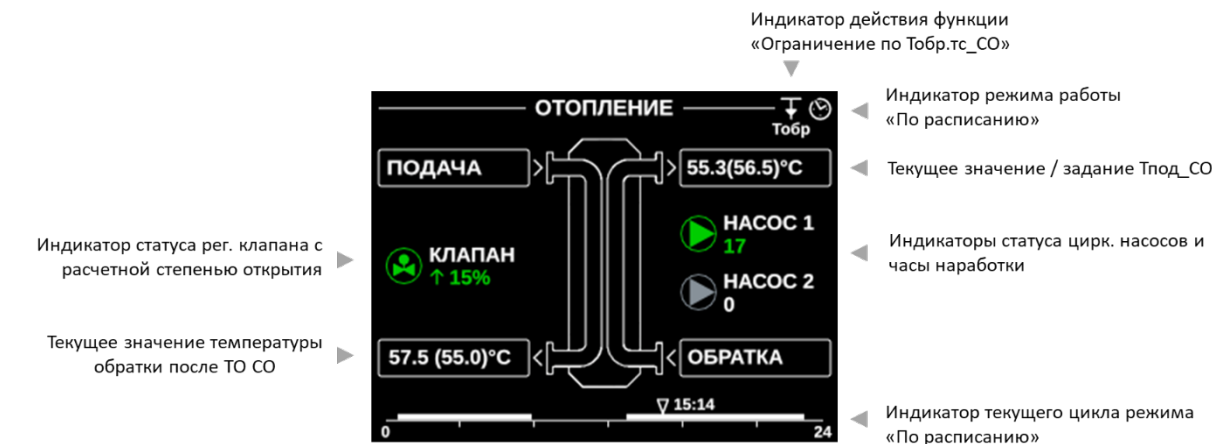 Индикатор действия функции
«Ограничение по Тобр.тс_СО»
ОТОПЛЕНИЕ
Тобр
Индикатор режима работы
«По расписанию»
ПОДАЧА
55.3(56.5)°C
Текущее значение / задание Тпод_СО
Индикатор статуса рег. клапана с
расчетной степенью открытия
КЛАПАН
↑ 15%
НАСОС 1
17
НАСОС 2
0
Индикаторы статуса цирк. насосов и
часы наработки
Текущее значение температуры
обратки после ТО СО
57.5 (55.0)°C
ОБРАТКА
15:14
0
24
Индикатор текущего цикла режима
«По расписанию»